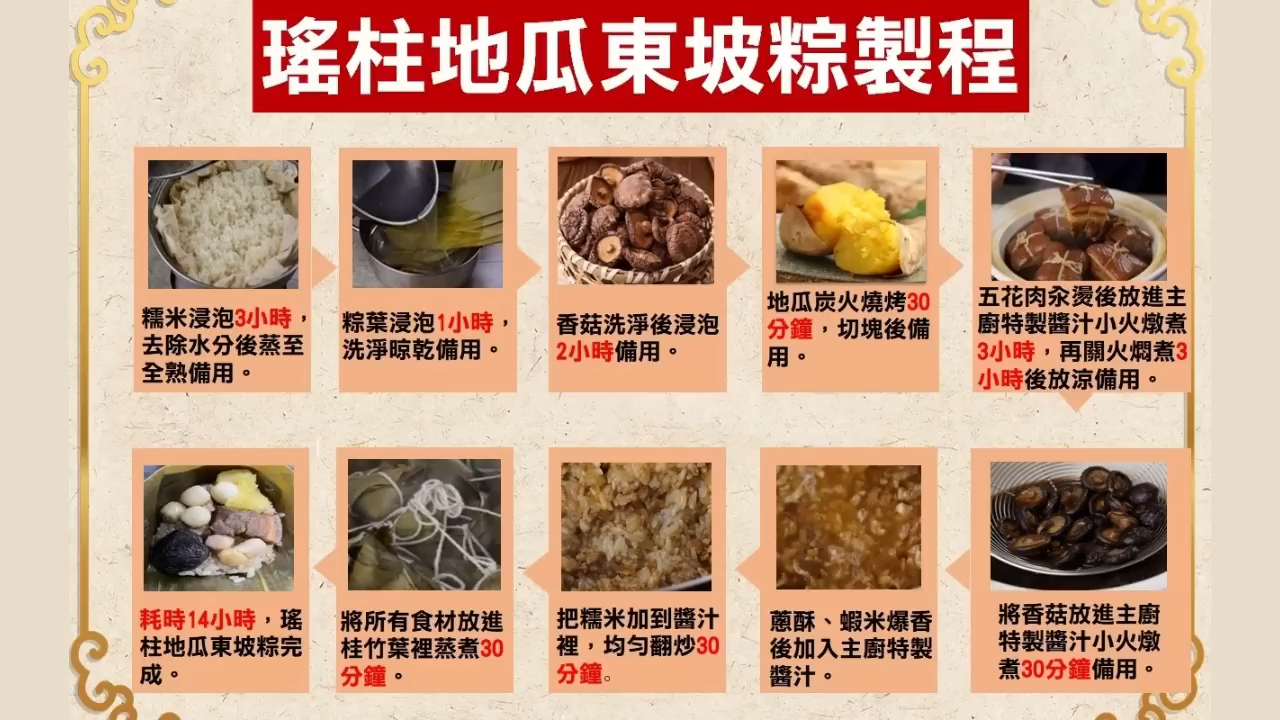 瑤柱地瓜東坡粽製程
糯米浸泡3小時，
去除水分後蒸至
全熟備用。
粽葉浸泡1小時，
洗淨晾乾備用。
香菇洗淨後浸泡
2小時備用。
地瓜炭火燒烤30
分鐘，切塊後備
用。
五花肉汆燙後放進主
廚特製醬汁小火燉煮
3小時，再關火燜煮3
小時後放涼備用。
將香菇放進主廚
特製醬汁小火燉
煮30分鐘備用。
蔥酥、蝦米爆香
後加入主廚特製
醬汁。
把糯米加到醬汁
裡，均勻翻炒30
分鐘。
將所有食材放進
桂竹葉裡蒸煮30
分鐘。
耗時14小時，瑤
柱地瓜東坡粽完
成。